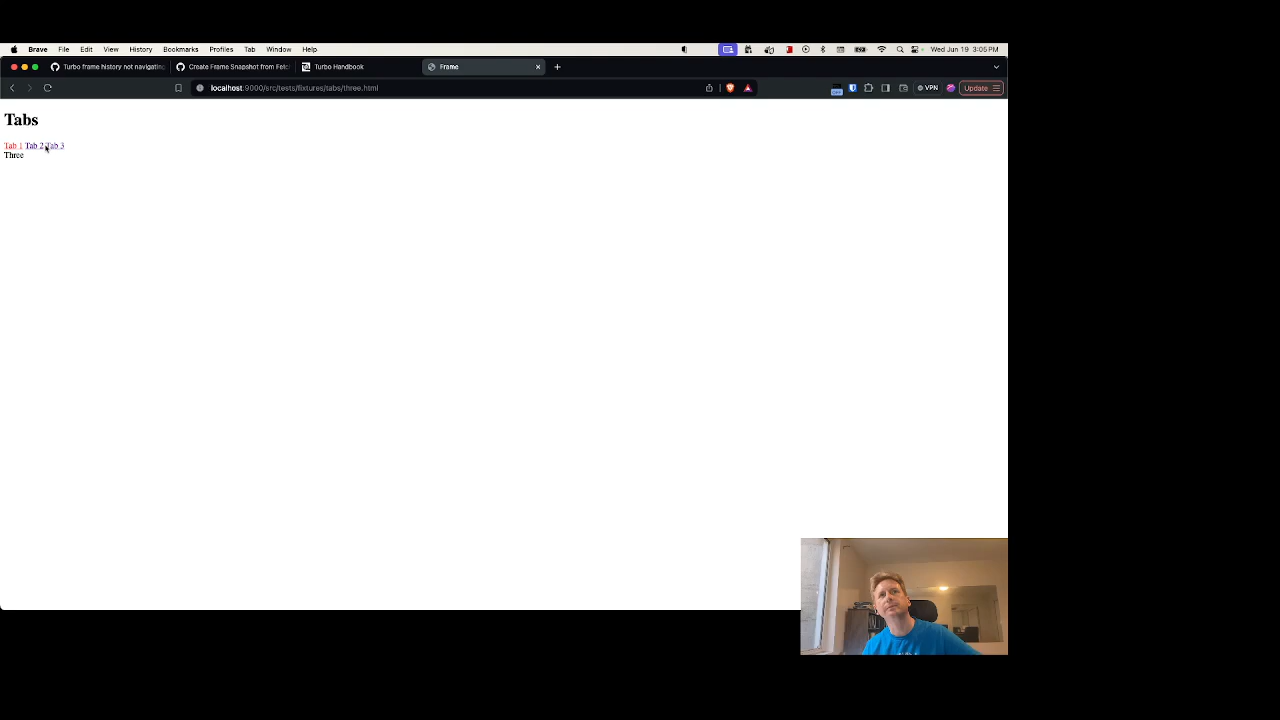 Brave File Edit View History Bookmarks Profiles Tab Window Help Wed Jun 19 3:05 PM
Turbo frame history not navigating Create Frame Snapshot from Fetc Turbo Handbook Frame
localhost:9000/src/tests/fixtures/tabs/three.html VPN Update
Tabs
Tab 1 Tab 2 Tab 3
Three